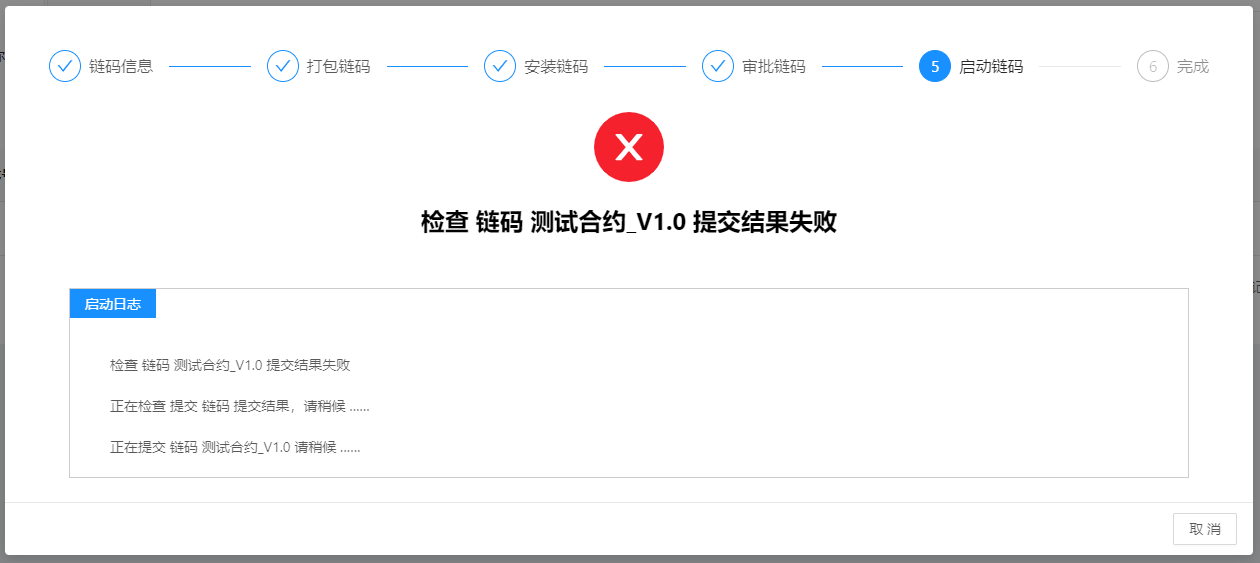 链码信息 打包链码 安装链码 审批链码 5 启动链码 6 完成
检查 链码 测试合约_V1.0 提交结果失败
启动日志
检查 链码 测试合约_V1.0 提交结果失败
正在检查 提交 链码 提交结果，请稍候 ......
正在提交 链码 测试合约_V1.0 请稍候 ......
取 消